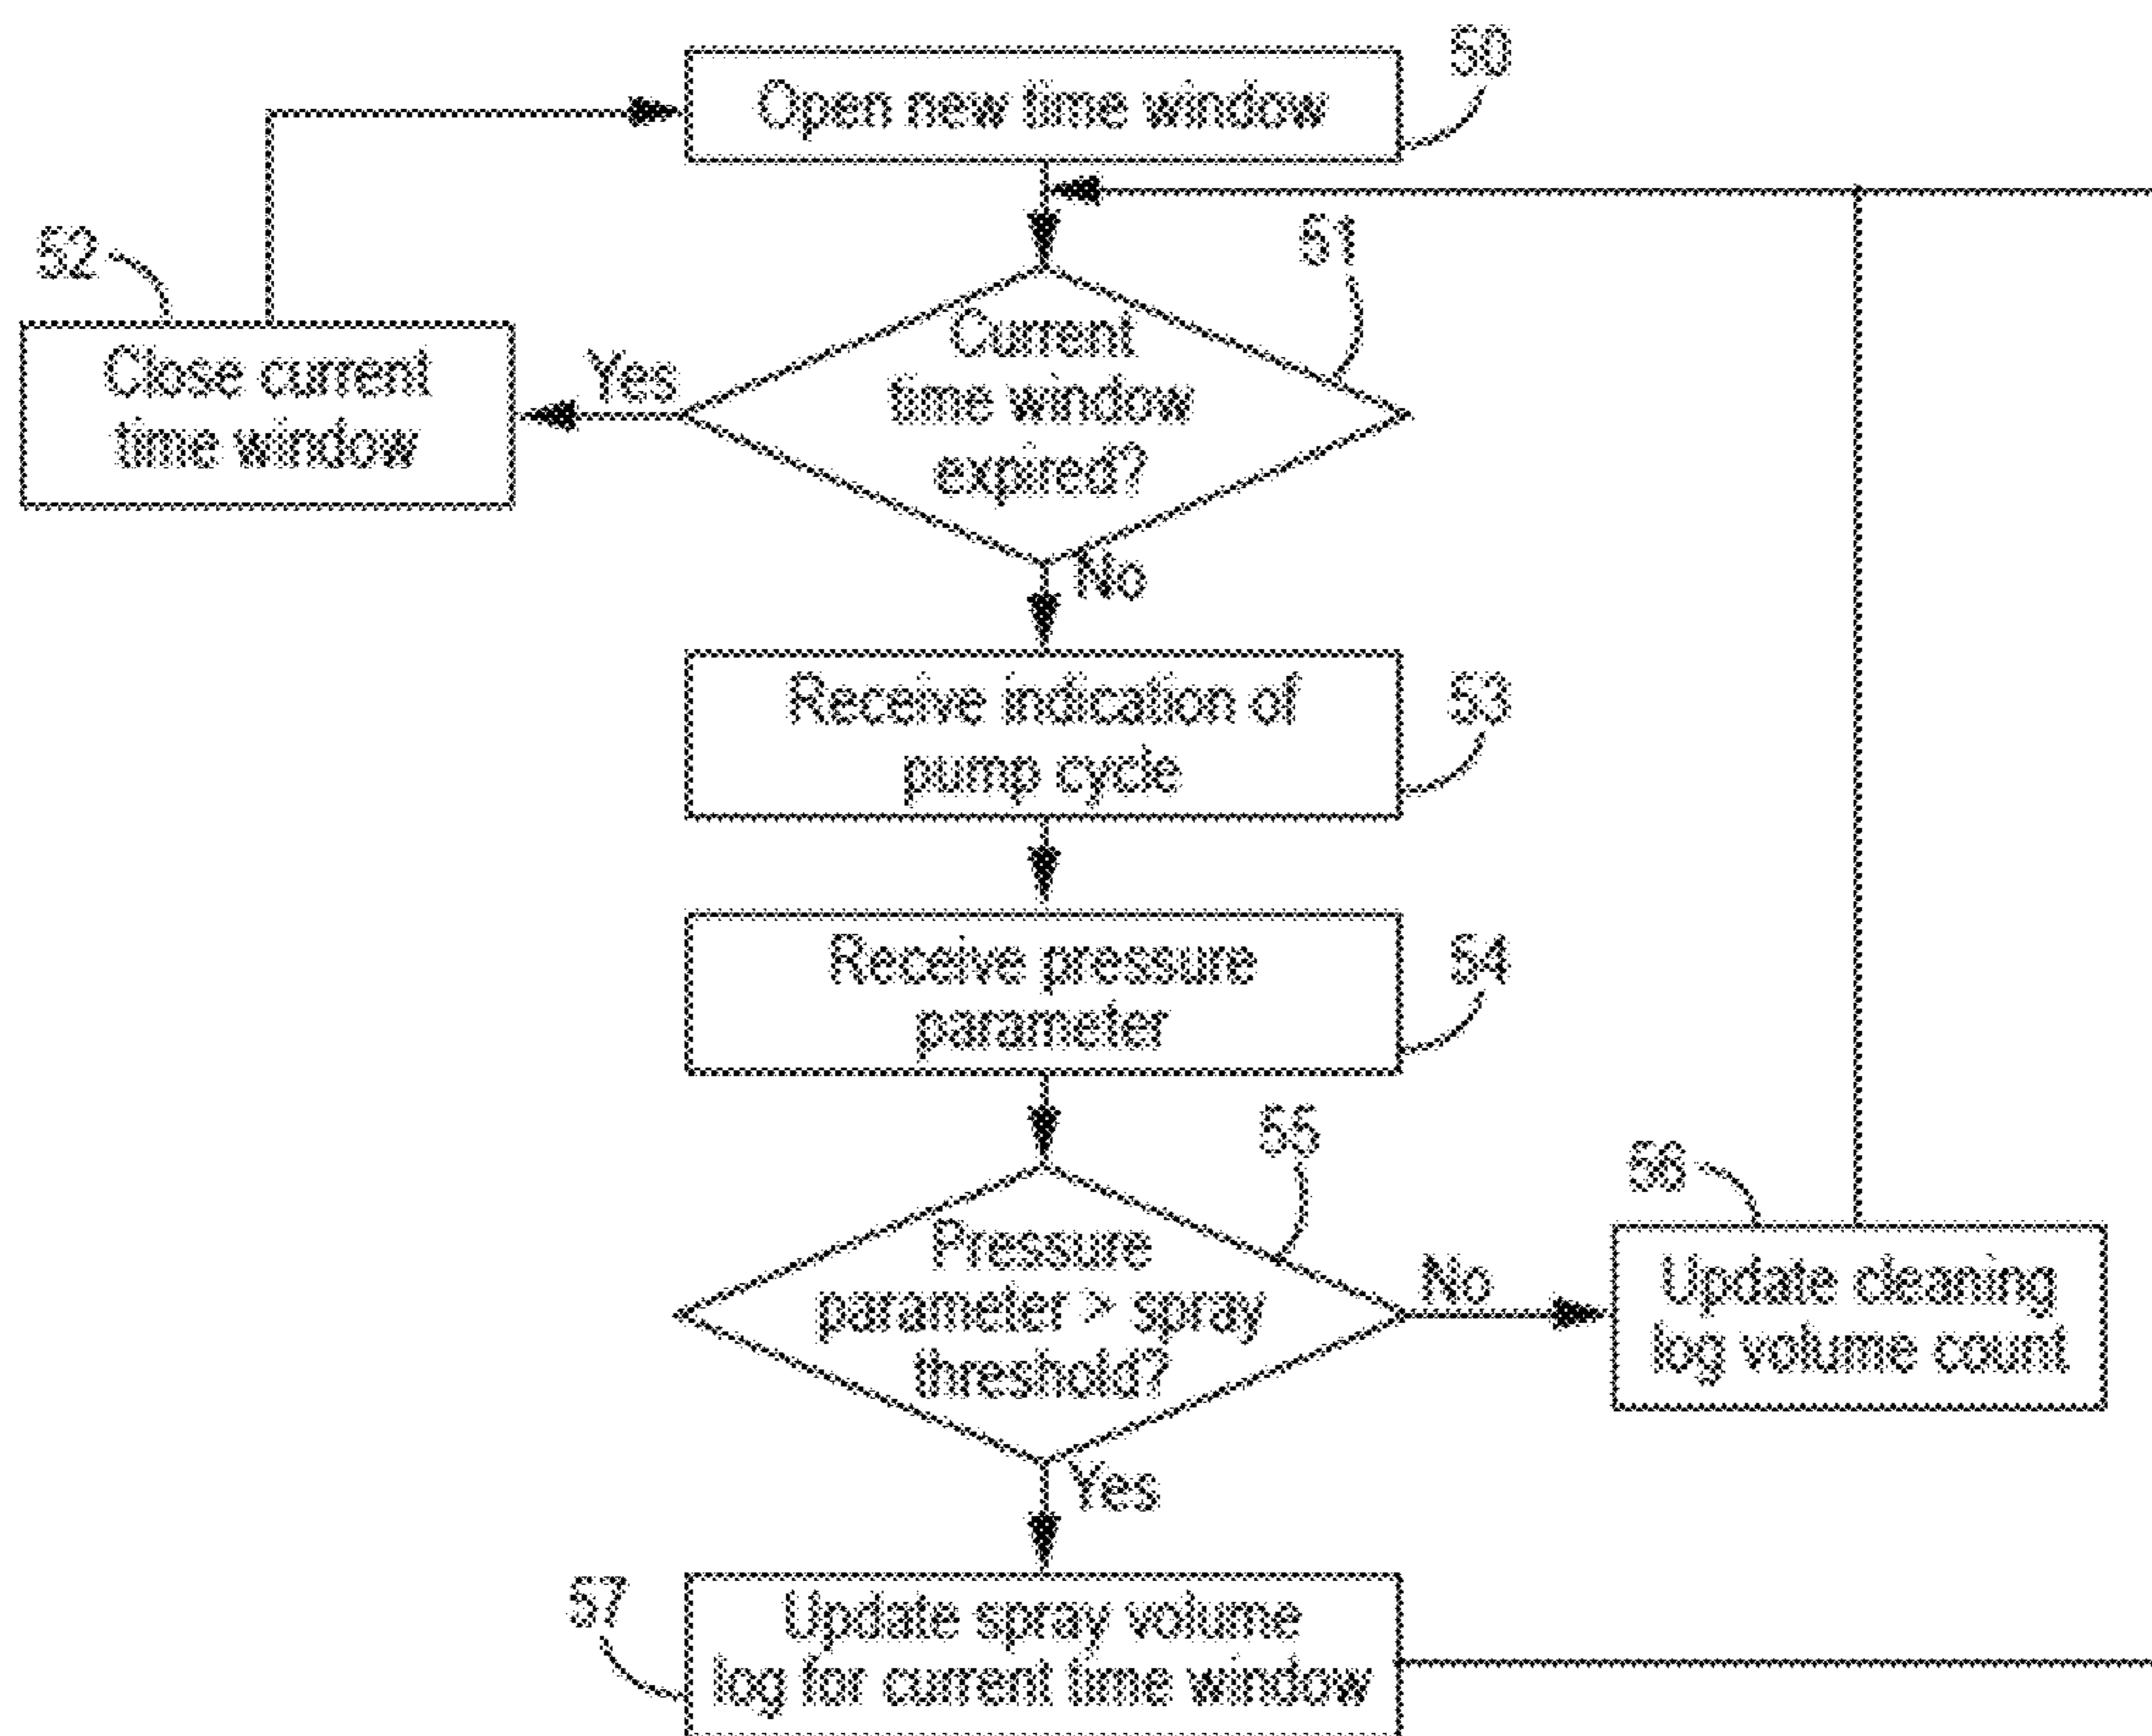 50
Open new time window
51
52
Current
time window
expired?
Close current
time window
Yes
No
Receive indication of
pump cycle
53
Receive pressure
parameter
54
55
56
Pressure
parameter > spray
threshold?
No
Update cleaning
log volume count
Yes
57
Update spray volume
log for current time window